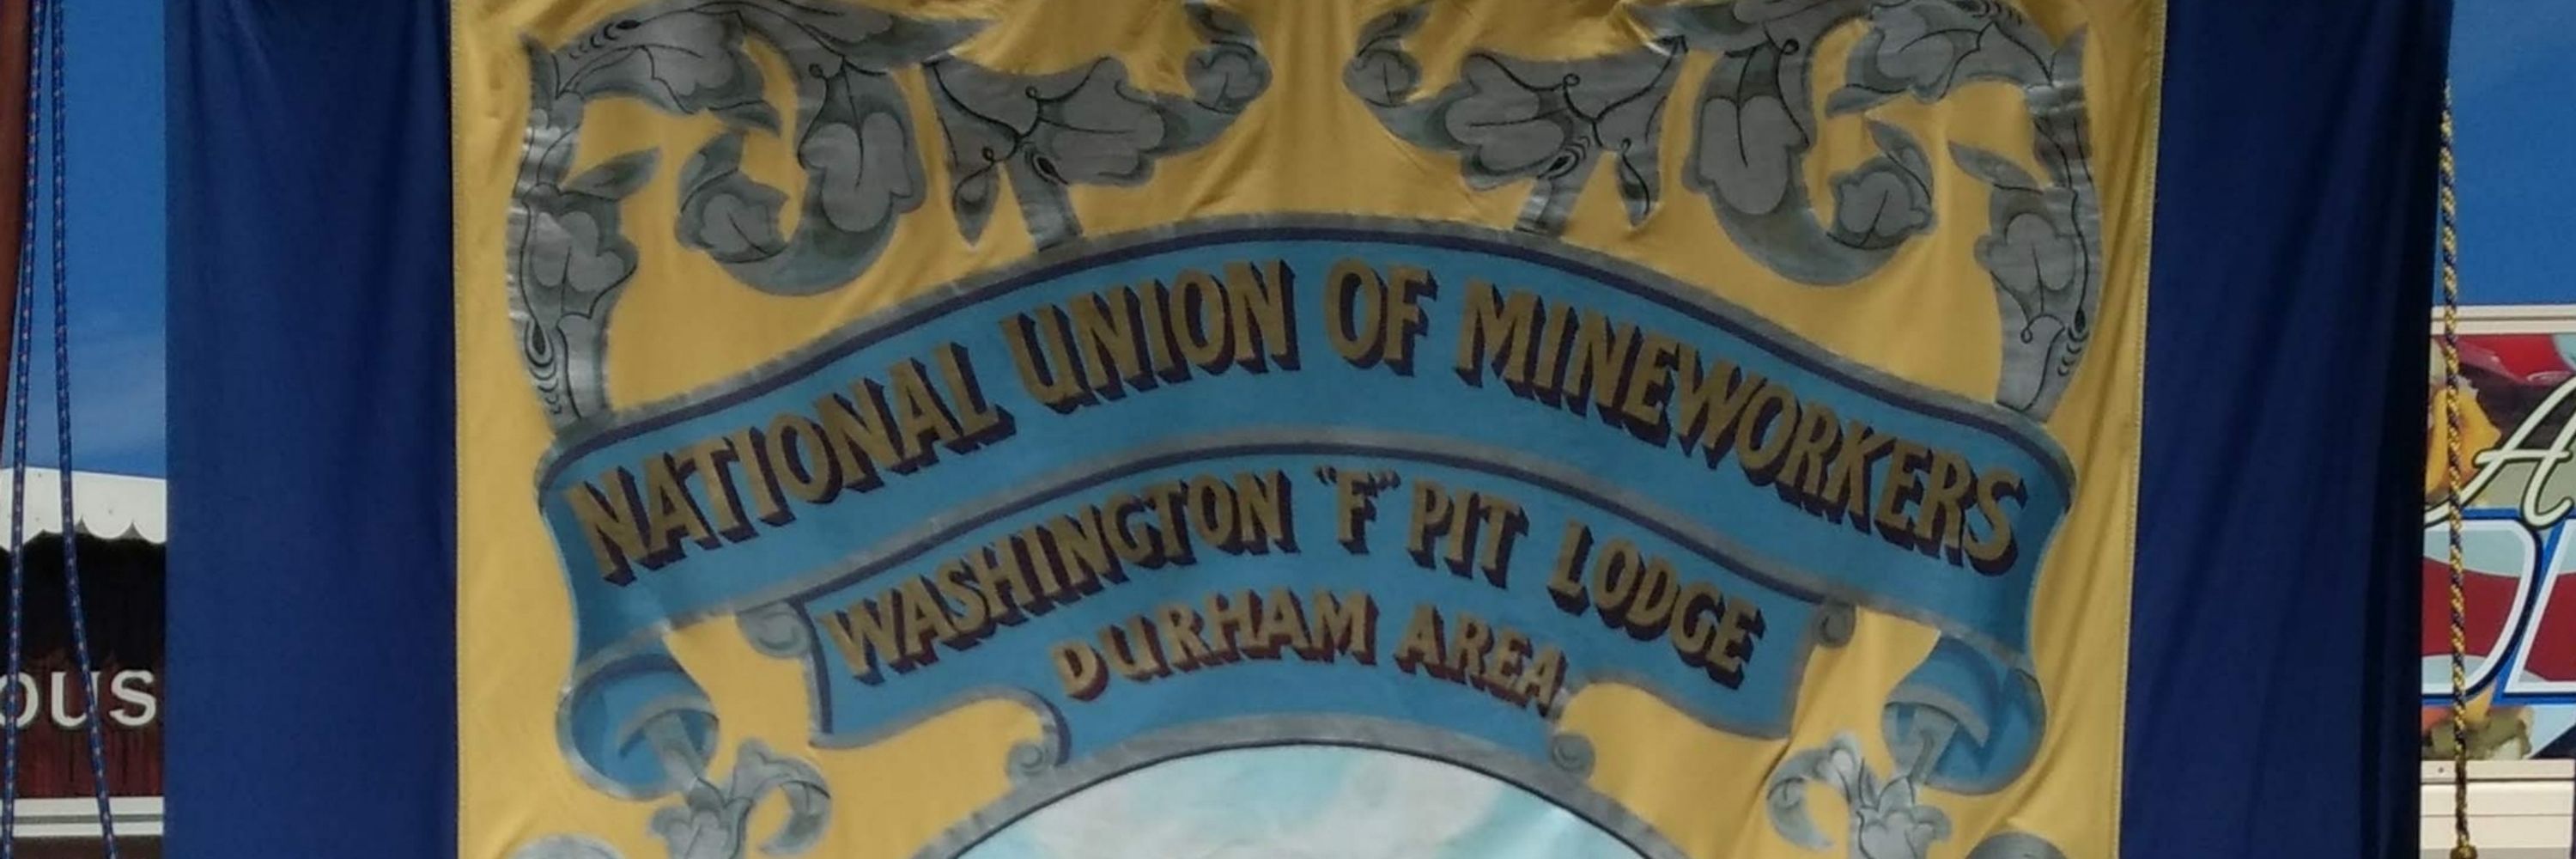 NATIONAL UNION OF MINEWORKERS
WASHINGTON "F" PIT LODGE
DURHAM AREA
OUS